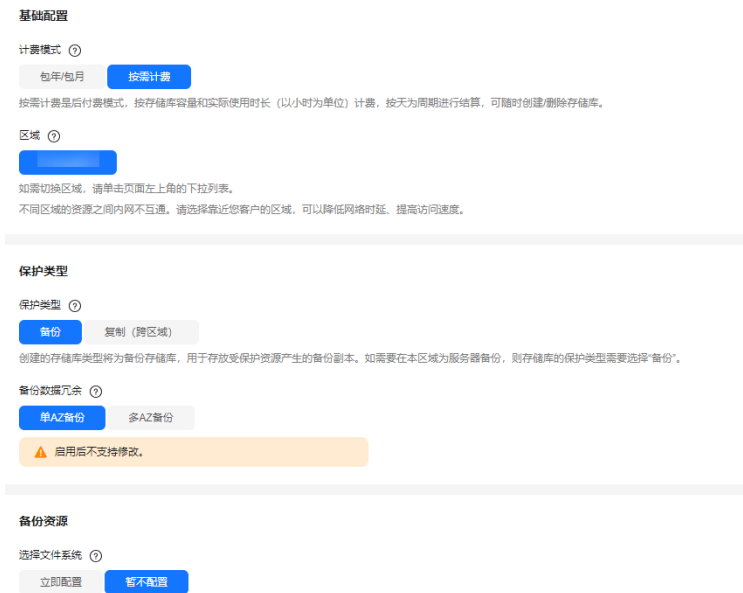 基础配置
计费模式
包年/包月 按需计费
按需计费是后付费模式，按存储库容量和实际使用时长（以小时为单位）计费，按天为周期进行结算，可随时创建/删除存储库。
区域
如需切换区域，请单击页面左上角的下拉列表。
不同区域的资源之间内网不互通。请选择靠近您客户的区域，可以降低网络时延、提高访问速度。
保护类型
保护类型
备份 复制（跨区域）
创建的存储库类型将为备份存储库，用于存放受保护资源产生的备份副本。如需要在本区域为服务器备份，则存储库的保护类型需要选择“备份”。
备份数据冗余
单AZ备份 多AZ备份
启用后不支持修改。
备份资源
选择文件系统
立即配置 暂不配置